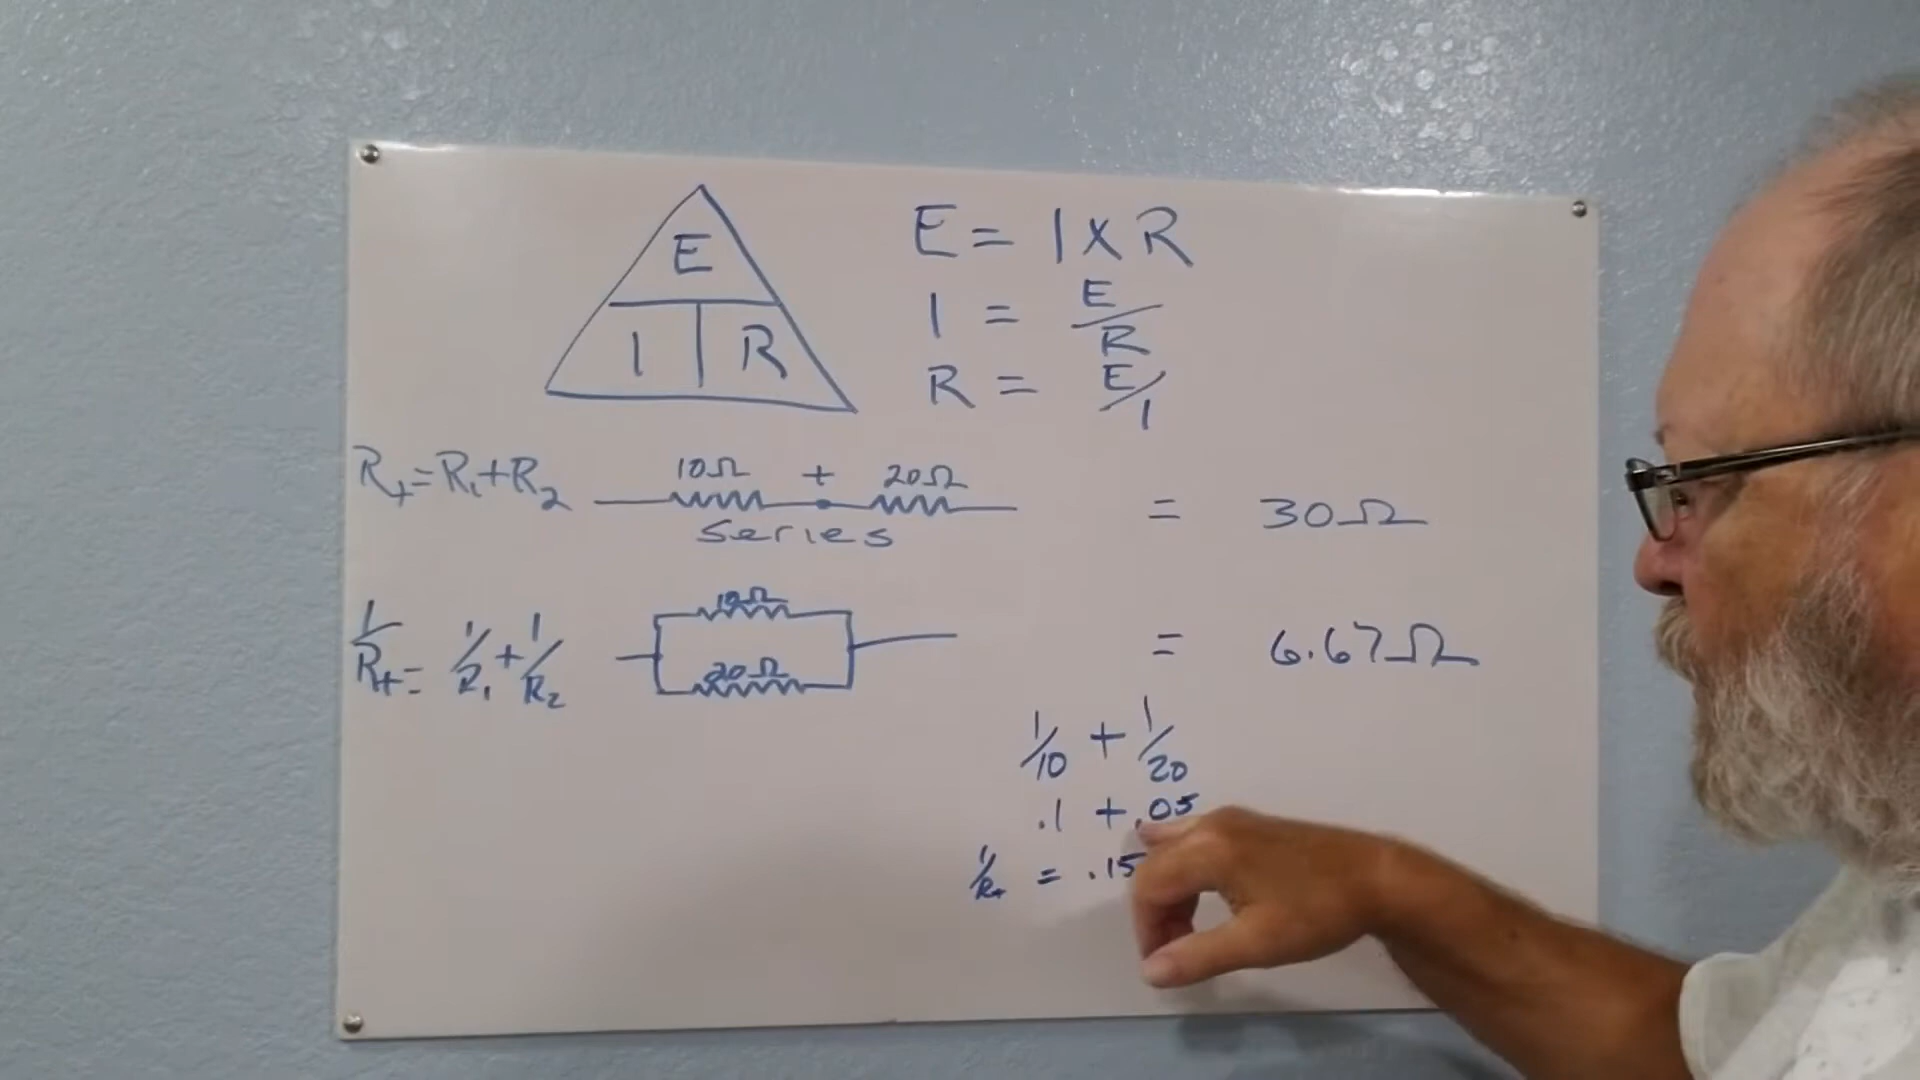 E
I R
E = I X R
I = E/R
R = E/I
Rt = R1 + R2 10Ω + 20Ω = 30Ω
series
1/Rt = 1/R1 + 1/R2 10Ω 20Ω = 6.67Ω
1/10 + 1/20
.1 + .05
1/Rt = .15